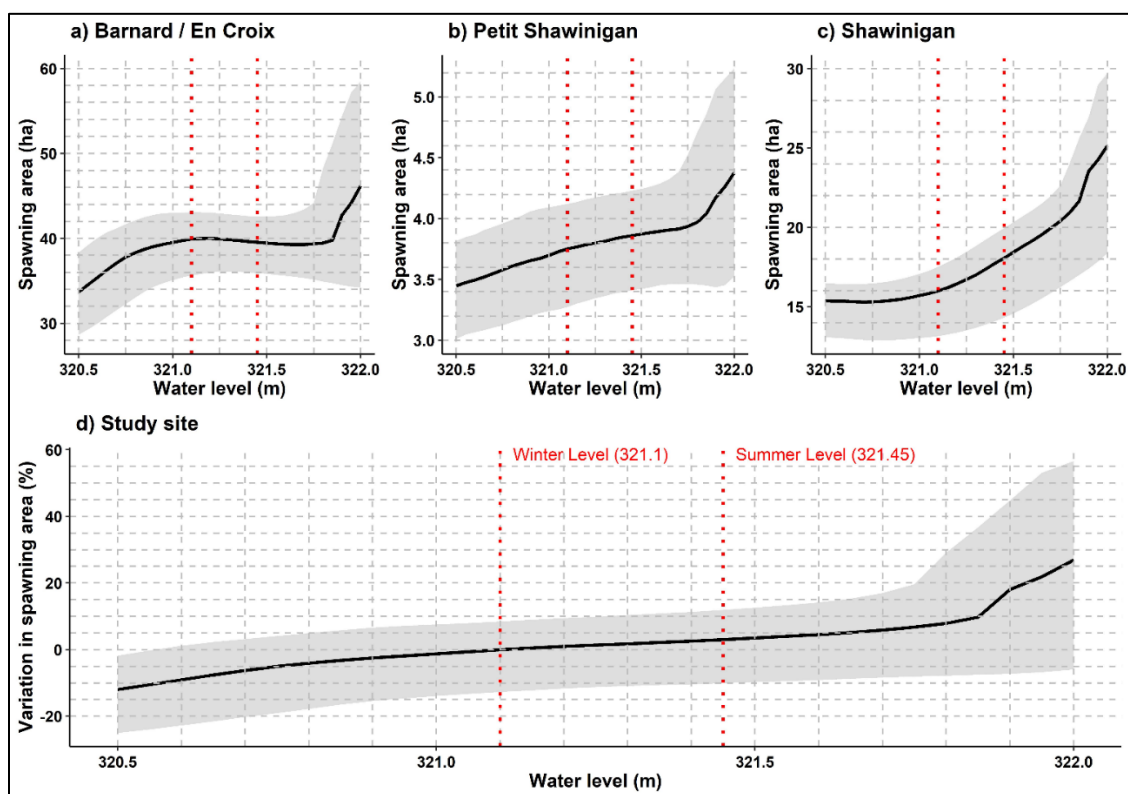 a) Barnard / En Croix
b) Petit Shawinigan
c) Shawinigan
Spawning area (ha)
60
50
40
30
320.5
321.0
321.5
322.0
Water level (m)
Spawning area (ha)
5.0
4.5
4.0
3.5
3.0
320.5
321.0
321.5
322.0
Water level (m)
Spawning area (ha)
30
25
20
15
320.5
321.0
321.5
322.0
Water level (m)
d) Study site
Variation in spawning area (%)
60
40
20
0
-20
Winter Level (321.1)
Summer Level (321.45)
320.5
321.0
321.5
322.0
Water level (m)